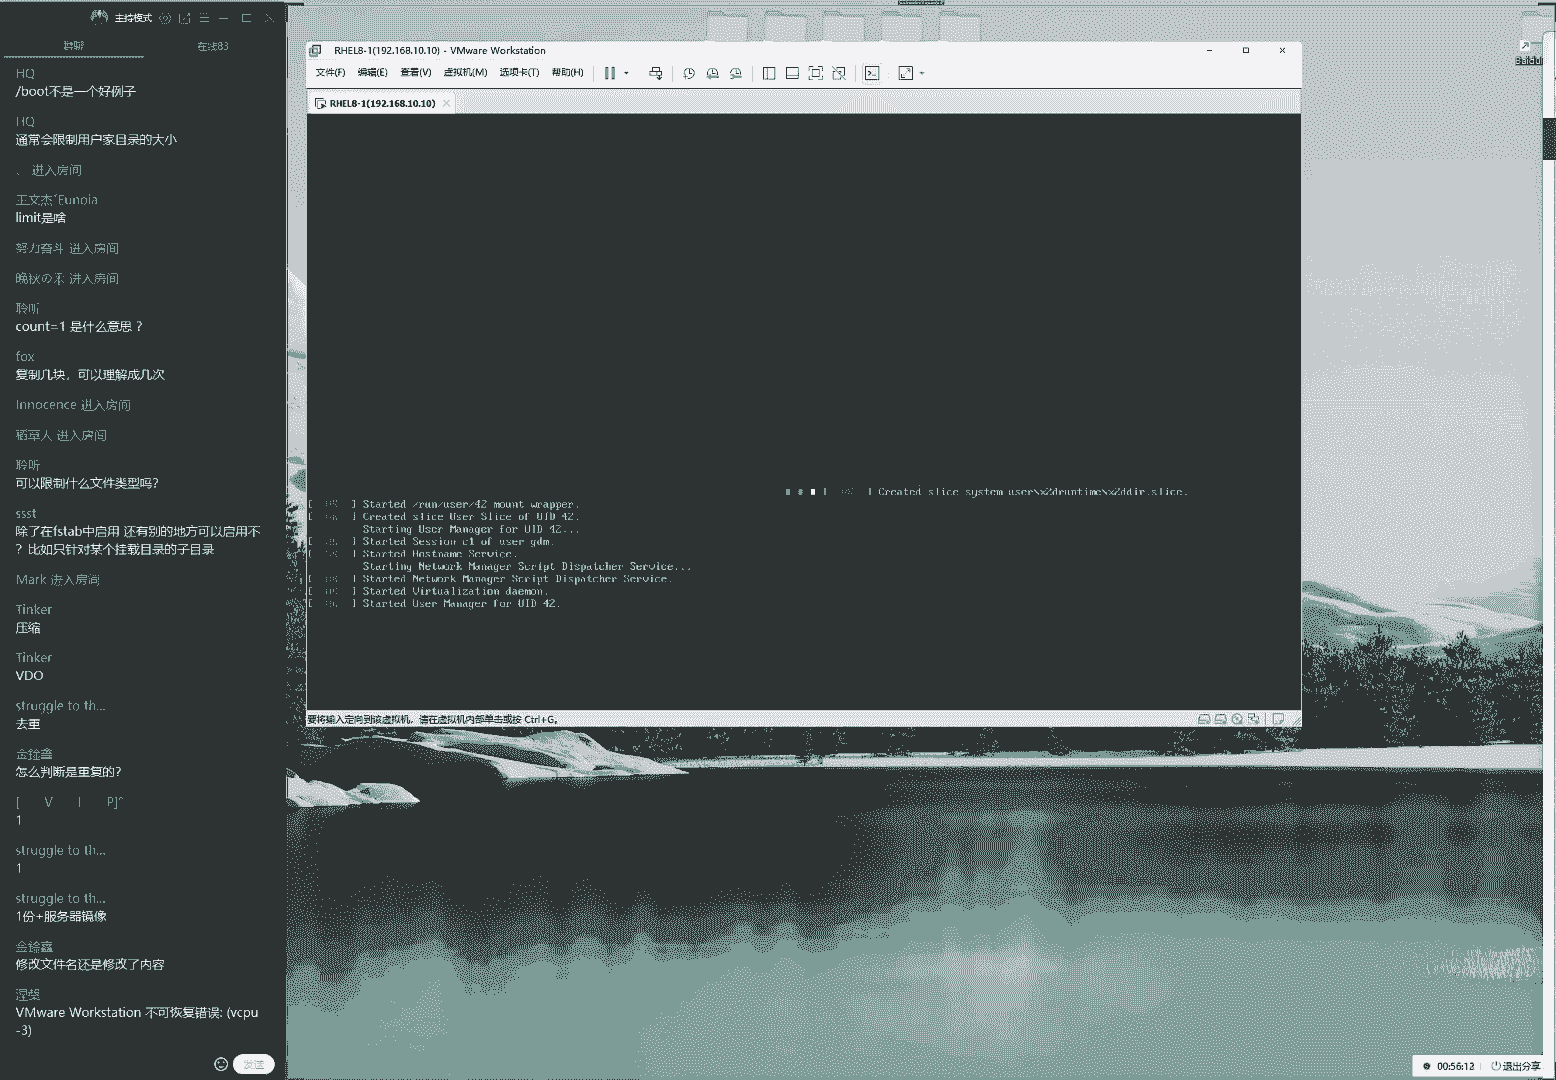 主持模式
聊聊
在线83
HQ
/boot不是一个好例子
HQ
通常会限制用户家目录的大小
、 进入房间
王文杰`Eunoia
limit是啥
努力奋斗 进入房间
晚秋の禾 进入房间
聆听
count=1 是什么意思 ?
fox
复制几块，可以理解成几次
Innocence 进入房间
稻草人 进入房间
聆听
可以限制什么文件类型吗?
ssst
除了在fstab中启用 还有别的地方可以启用不
? 比如只针对某个挂载目录的子目录
Mark 进入房间
Tinker
压缩
Tinker
VDO
struggle to th...
去重
怎么判断是重复的?
[ V I P]^
1
struggle to th...
1
struggle to th...
1份+服务器镜像
修改文件名还是修改了内容
涅槃
VMware Workstation 不可恢复错误: (vcpu
-3)
发送
RHEL8-1(192.168.10.10) - VMware Workstation
文件(F) 编辑(E) 查看(V) 虚拟机(M) 选项卡(T) 帮助(H)
RHEL8-1(192.168.10.10)
] Created slice system-user\x2druntime\x2ddir.slice.
[ OK ] Started /run/user/42 mount wrapper.
[ OK ] Created slice User Slice of UID 42.
Starting User Manager for UID 42...
[ OK ] Started Session c1 of user gdm.
[ OK ] Started Hostname Service.
Starting Network Manager Script Dispatcher Service...
[ OK ] Started Network Manager Script Dispatcher Service.
[ OK ] Started Virtualization daemon.
[ OK ] Started User Manager for UID 42.
要将输入定向到该虚拟机，请在虚拟机内部单击或按 Ctrl+G。
Baidu
00:56:12
退出分享